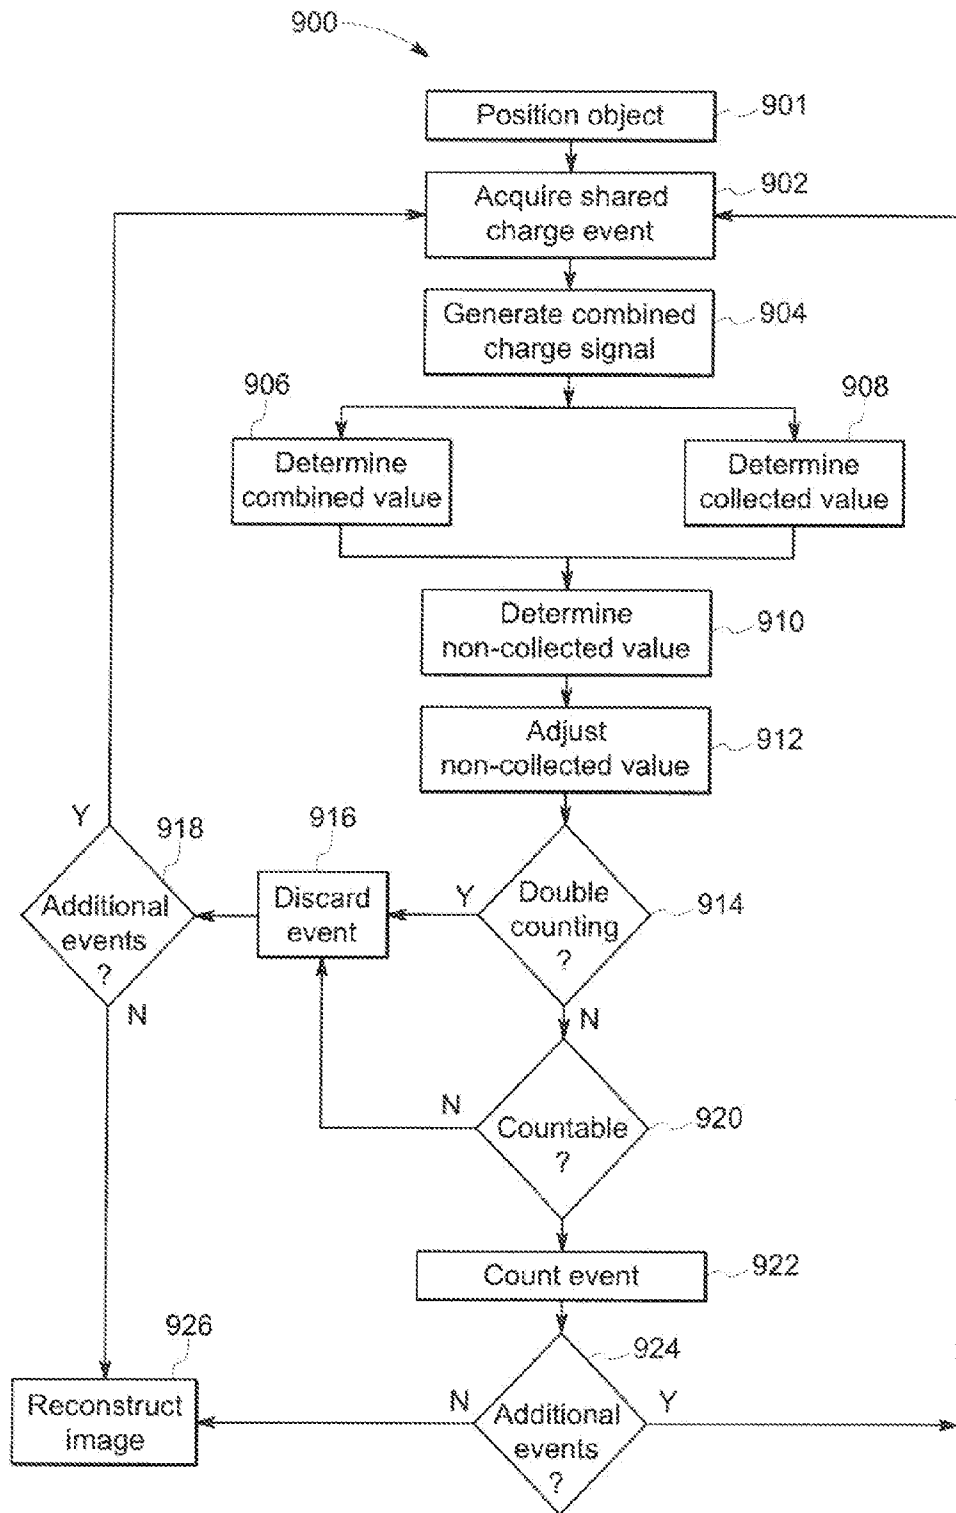 900
Position object
901
Acquire shared
charge event
902
Generate combined
charge signal
904
906
908
Determine
combined value
Determine
collected value
Determine
non-collected value
910
Adjust
non-collected value
912
Y
918
916
Additional
events
?
Discard
event
Y
Double
counting
?
914
N
N
N
Countable
?
920
Count event
922
926
924
Reconstruct
image
N
Additional
events
?
Y